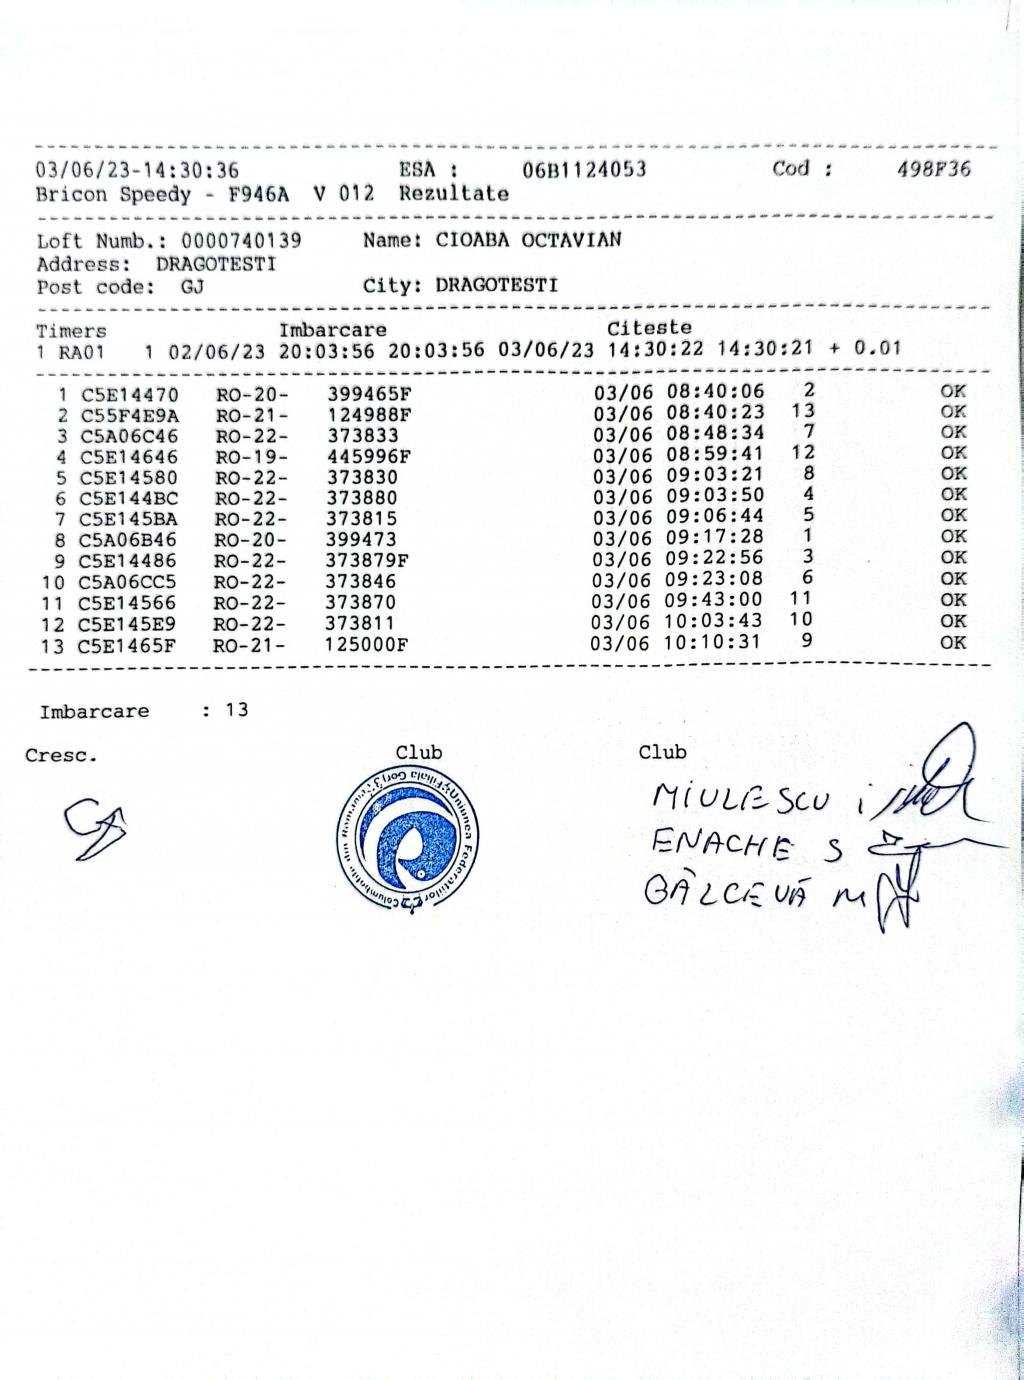 03/06/23-14:30:36 ESA : 06B1124053 Cod : 498F36
Bricon Speedy - F946A V 012 Rezultate
Loft Numb.: 0000740139 Name: CIOABA OCTAVIAN
Address: DRAGOTESTI
Post code: GJ City: DRAGOTESTI
Timers Imbarcare Citeste
1 RA01 1 02/06/23 20:03:56 20:03:56 03/06/23 14:30:22 14:30:21 + 0.01
1 C5E14470 RO-20- 399465F 03/06 08:40:06 2 OK
2 C55F4E9A RO-21- 124988F 03/06 08:40:23 13 OK
3 C5A06C46 RO-22- 373833 03/06 08:48:34 7 OK
4 C5E14646 RO-19- 445996F 03/06 08:59:41 12 OK
5 C5E14580 RO-22- 373830 03/06 09:03:21 8 OK
6 C5E144BC RO-22- 373880 03/06 09:03:50 4 OK
7 C5E145BA RO-22- 373815 03/06 09:06:44 5 OK
8 C5A06B46 RO-20- 399473 03/06 09:17:28 1 OK
9 C5E14486 RO-22- 373879F 03/06 09:22:56 3 OK
10 C5A06CC5 RO-22- 373846 03/06 09:23:08 6 OK
11 C5E14566 RO-22- 373870 03/06 09:43:00 11 OK
12 C5E145E9 RO-22- 373811 03/06 10:03:43 10 OK
13 C5E1465F RO-21- 125000F 03/06 10:10:31 9 OK
Imbarcare : 13
Cresc. Club Club
Uniunea Federatiilor Columbofile din Romania
Filiala Gorj
MIULESCU i
ENACHE S
BÂLCEVĂ M